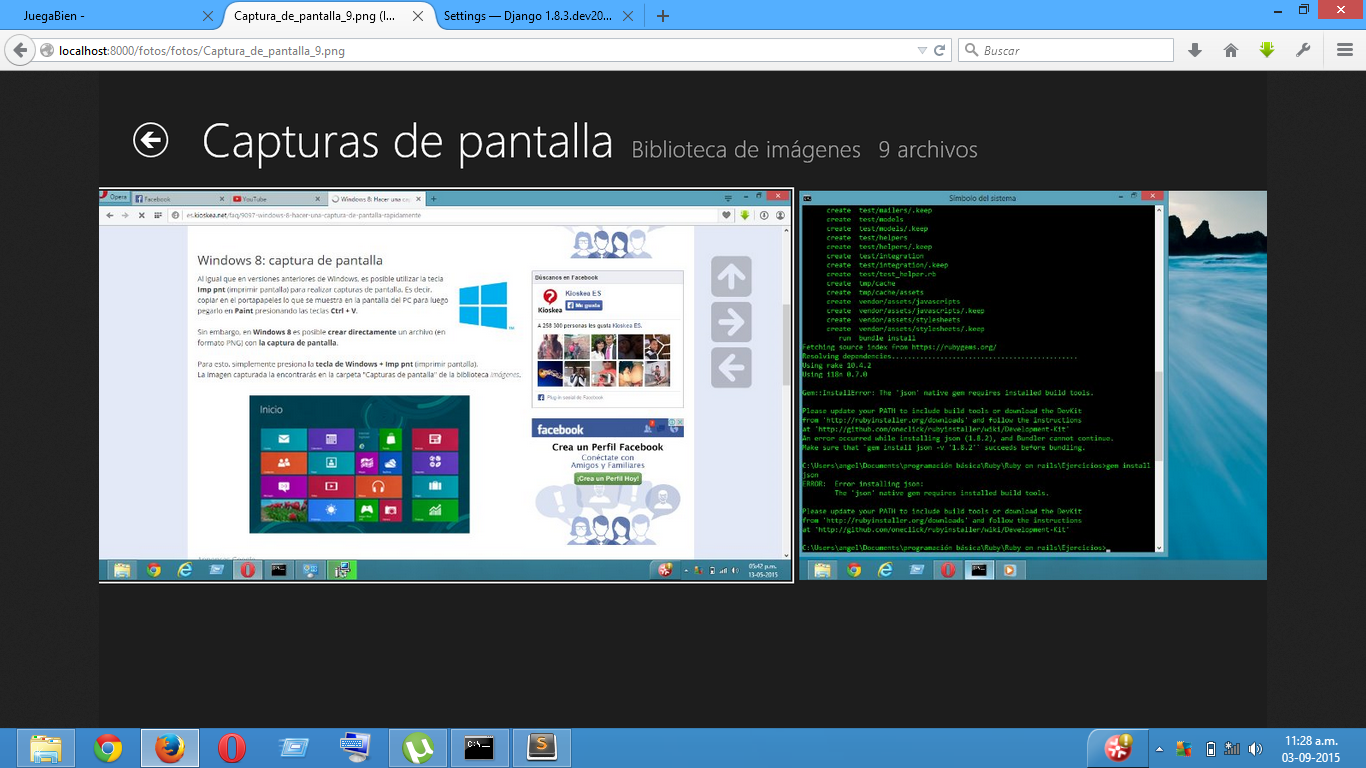 JuegaBien -
Captura_de_pantalla_9.png (I...
Settings — Django 1.8.3.dev20...
localhost:8000/fotos/fotos/Captura_de_pantalla_9.png
Buscar
Capturas de pantalla Biblioteca de imágenes 9 archivos
Opera
Facebook
YouTube
Windows 8: Hacer una ca
es.kioskea.net/faq/9097-windows-8-hacer-una-captura-de-pantalla-rapidamente
Windows 8: captura de pantalla
Al igual que en versiones anteriores de Windows, es posible utilizar la tecla
Imp pnt (imprimir pantalla) para realizar capturas de pantalla. Es decir,
copiar en el portapapeles lo que se muestra en la pantalla del PC para luego
pegarlo en Paint presionando las teclas Ctrl + V.
Sin embargo, en Windows 8 es posible crear directamente un archivo (en
formato PNG) con la captura de pantalla.
Para esto, simplemente presiona la tecla de Windows + Imp pnt (imprimir pantalla).
La imagen capturada la encontrarás en la carpeta "Capturas de pantalla" de la biblioteca imágenes.
Inicio
Búscanos en Facebook
Kioskea
Kioskea ES
Me gusta
A 258 300 personas les gusta Kioskea ES.
Plug-in social de Facebook
facebook
Crea un Perfil Facebook
Conéctate con
Amigos y Familiares
¡Crea un Perfil Hoy!
05:42 p.m.
13-05-2015
Símbolo del sistema
create test/mailers/.keep
create test/models
create test/models/.keep
create test/helpers
create test/helpers/.keep
create test/integration
create test/integration/.keep
create test/test_helper.rb
create tmp/cache
create tmp/cache/assets
create vendor/assets/javascripts
create vendor/assets/javascripts/.keep
create vendor/assets/stylesheets
create vendor/assets/stylesheets/.keep
run bundle install
Fetching source index from https://rubygems.org/
Resolving dependencies.............................................
Using rake 10.4.2
Using i18n 0.7.0
Gem::InstallError: The 'json' native gem requires installed build tools.
Please update your PATH to include build tools or download the DevKit
from 'http://rubyinstaller.org/downloads' and follow the instructions
at 'http://github.com/oneclick/rubyinstaller/wiki/Development-Kit'
An error occurred while installing json (1.8.2), and Bundler cannot continue.
Make sure that `gem install json -v '1.8.2'` succeeds before bundling.
C:\Users\angel\Documents\programación básica\Ruby\Ruby on rails\Ejercicios>gem install
json
ERROR: Error installing json:
The 'json' native gem requires installed build tools.
Please update your PATH to include build tools or download the DevKit
from 'http://rubyinstaller.org/downloads' and follow the instructions
at 'http://github.com/oneclick/rubyinstaller/wiki/Development-Kit'
C:\Users\angel\Documents\programación básica\Ruby\Ruby on rails\Ejercicios>
11:28 a.m.
03-09-2015